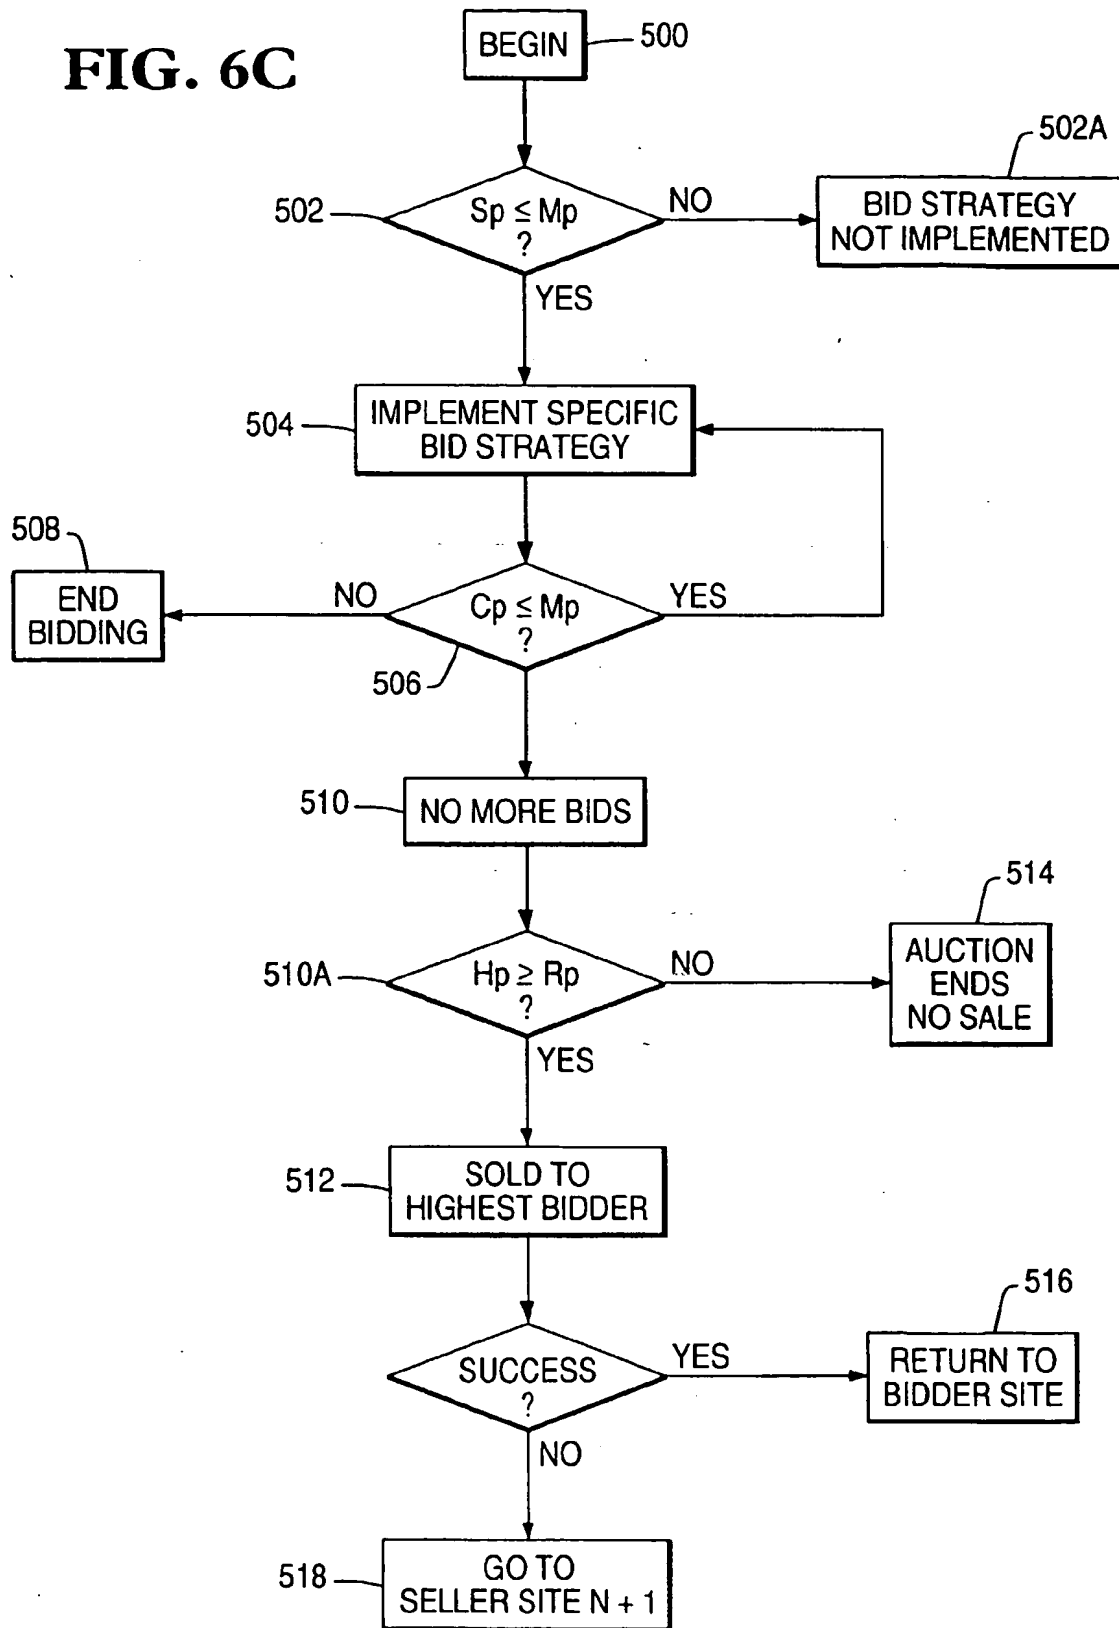 FIG. 6C
BEGIN
500
502A
502
Sp ≤ Mp
?
NO
BID STRATEGY
NOT IMPLEMENTED
YES
504
IMPLEMENT SPECIFIC
BID STRATEGY
508
END
BIDDING
NO
Cp ≤ Mp
?
YES
506
510
NO MORE BIDS
514
510A
Hp ≥ Rp
?
NO
AUCTION
ENDS
NO SALE
YES
512
SOLD TO
HIGHEST BIDDER
516
SUCCESS
?
YES
RETURN TO
BIDDER SITE
NO
518
GO TO
SELLER SITE N + 1